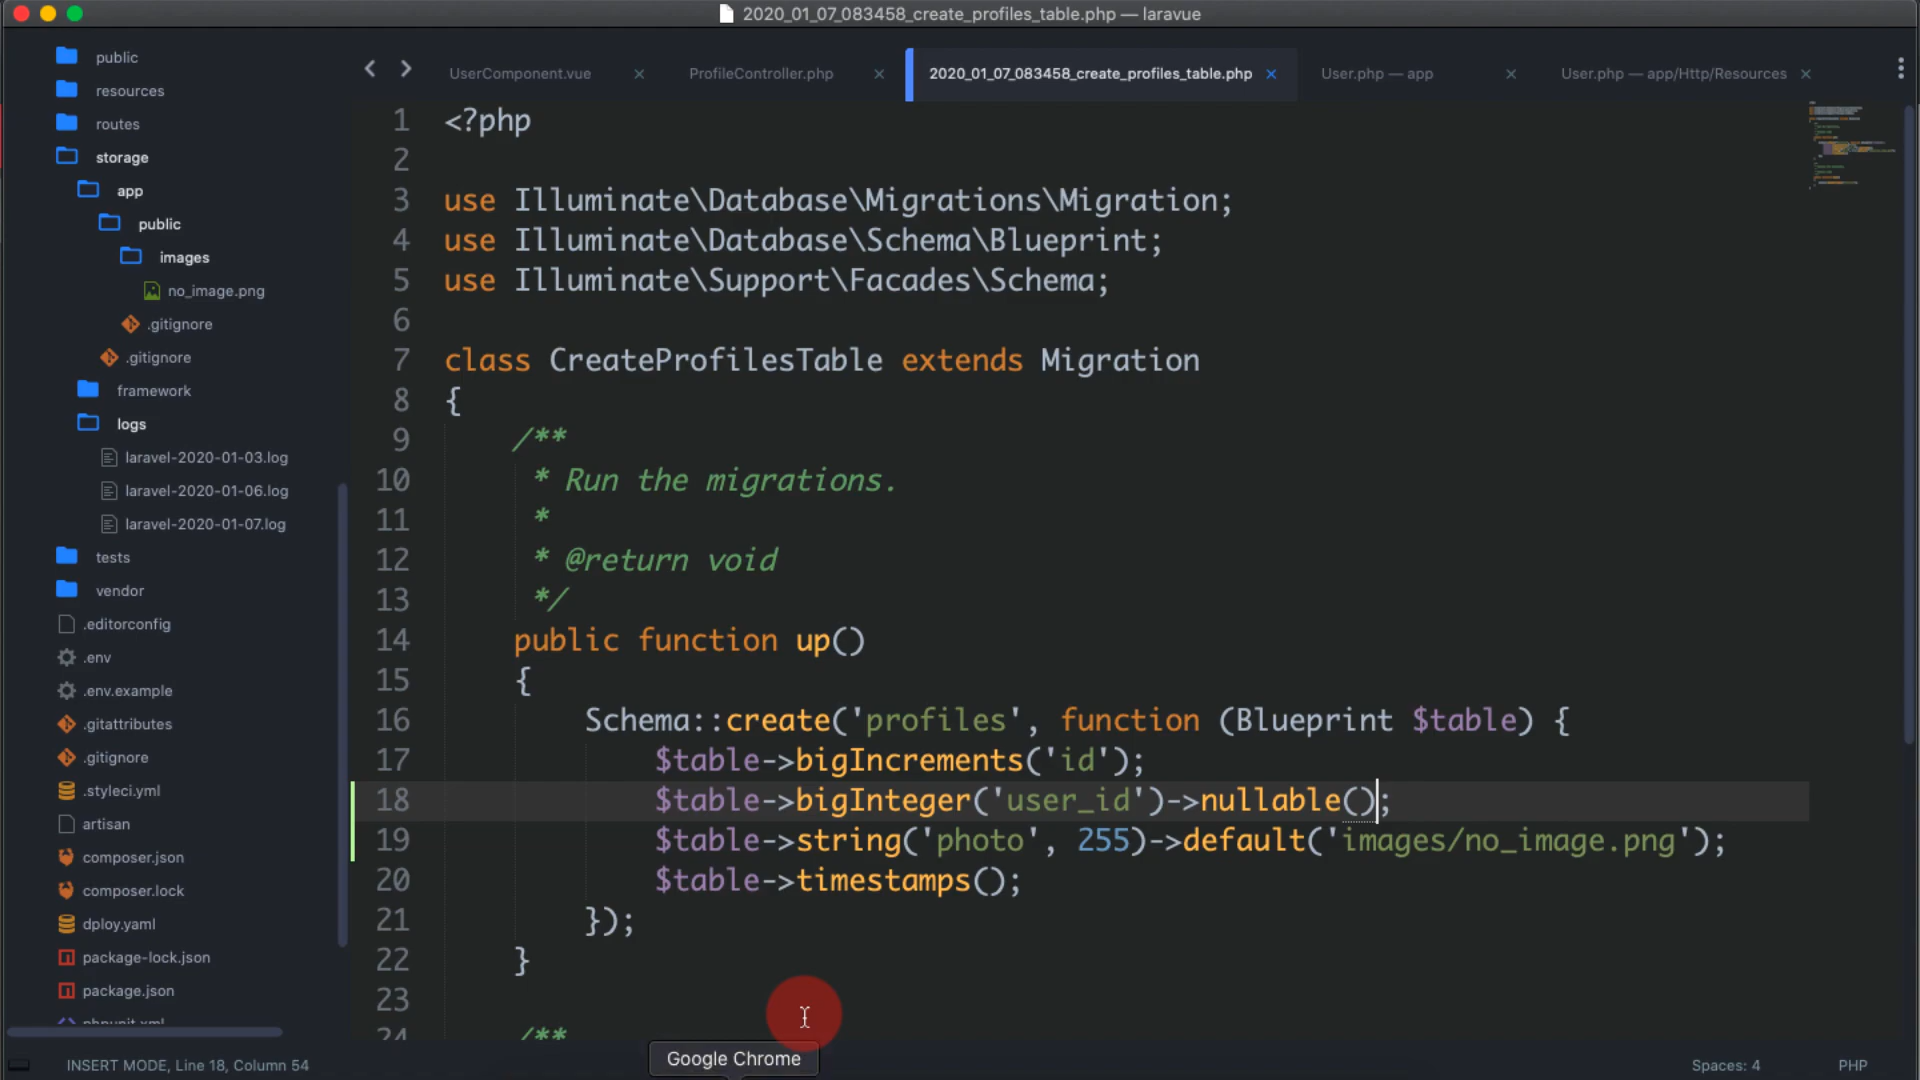 2020_01_07_083458_create_profiles_table.php — laravue
public
resources
routes
storage
app
public
images
no_image.png
.gitignore
.gitignore
framework
logs
laravel-2020-01-03.log
laravel-2020-01-06.log
laravel-2020-01-07.log
tests
vendor
.editorconfig
.env
.env.example
.gitattributes
.gitignore
.styleci.yml
artisan
composer.json
composer.lock
dploy.yaml
package-lock.json
package.json
phpunit.xml
UserComponent.vue
ProfileController.php
2020_01_07_083458_create_profiles_table.php
User.php — app
User.php — app/Http/Resources
1 <?php
2
3 use Illuminate\Database\Migrations\Migration;
4 use Illuminate\Database\Schema\Blueprint;
5 use Illuminate\Support\Facades\Schema;
6
7 class CreateProfilesTable extends Migration
8 {
9 /**
10 * Run the migrations.
11 *
12 * @return void
13 */
14 public function up()
15 {
16 Schema::create('profiles', function (Blueprint $table) {
17 $table->bigIncrements('id');
18 $table->bigInteger('user_id')->nullable();
19 $table->string('photo', 255)->default('images/no_image.png');
20 $table->timestamps();
21 });
22 }
23
24 /**
Google Chrome
INSERT MODE, Line 18, Column 54
Spaces: 4
PHP